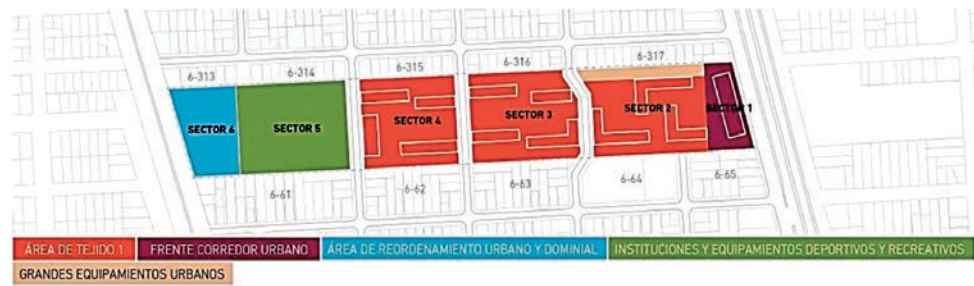 6-313
6-314
6-315
6-316
6-317
SECTOR 6
SECTOR 5
SECTOR 4
SECTOR 3
SECTOR 2
SECTOR 1
6-61
6-62
6-63
6-64
6-65
ÁREA DE TEJIDO 1
FRENTE CORREDOR URBANO
ÁREA DE REORDENAMIENTO URBANO Y DOMINIAL
INSTITUCIONES Y EQUIPAMIENTOS DEPORTIVOS Y RECREATIVOS
GRANDES EQUIPAMIENTOS URBANOS